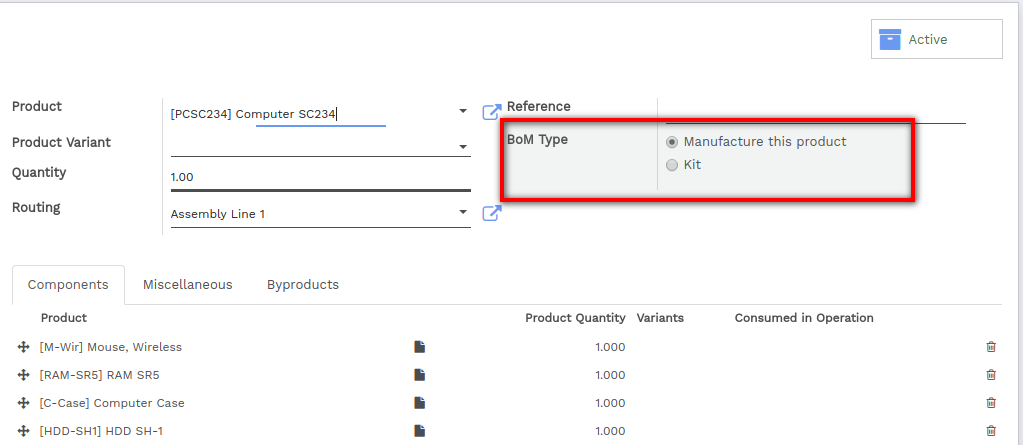 Active
Product [PCSC234] Computer SC234 Reference
Product Variant BoM Type Manufacture this product
Quantity 1.00 Kit
Routing Assembly Line 1
Components Miscellaneous Byproducts
Product Product Quantity Variants Consumed in Operation
[M-Wir] Mouse, Wireless 1.000
[RAM-SR5] RAM SR5 1.000
[C-Case] Computer Case 1.000
[HDD-SH1] HDD SH-1 1.000